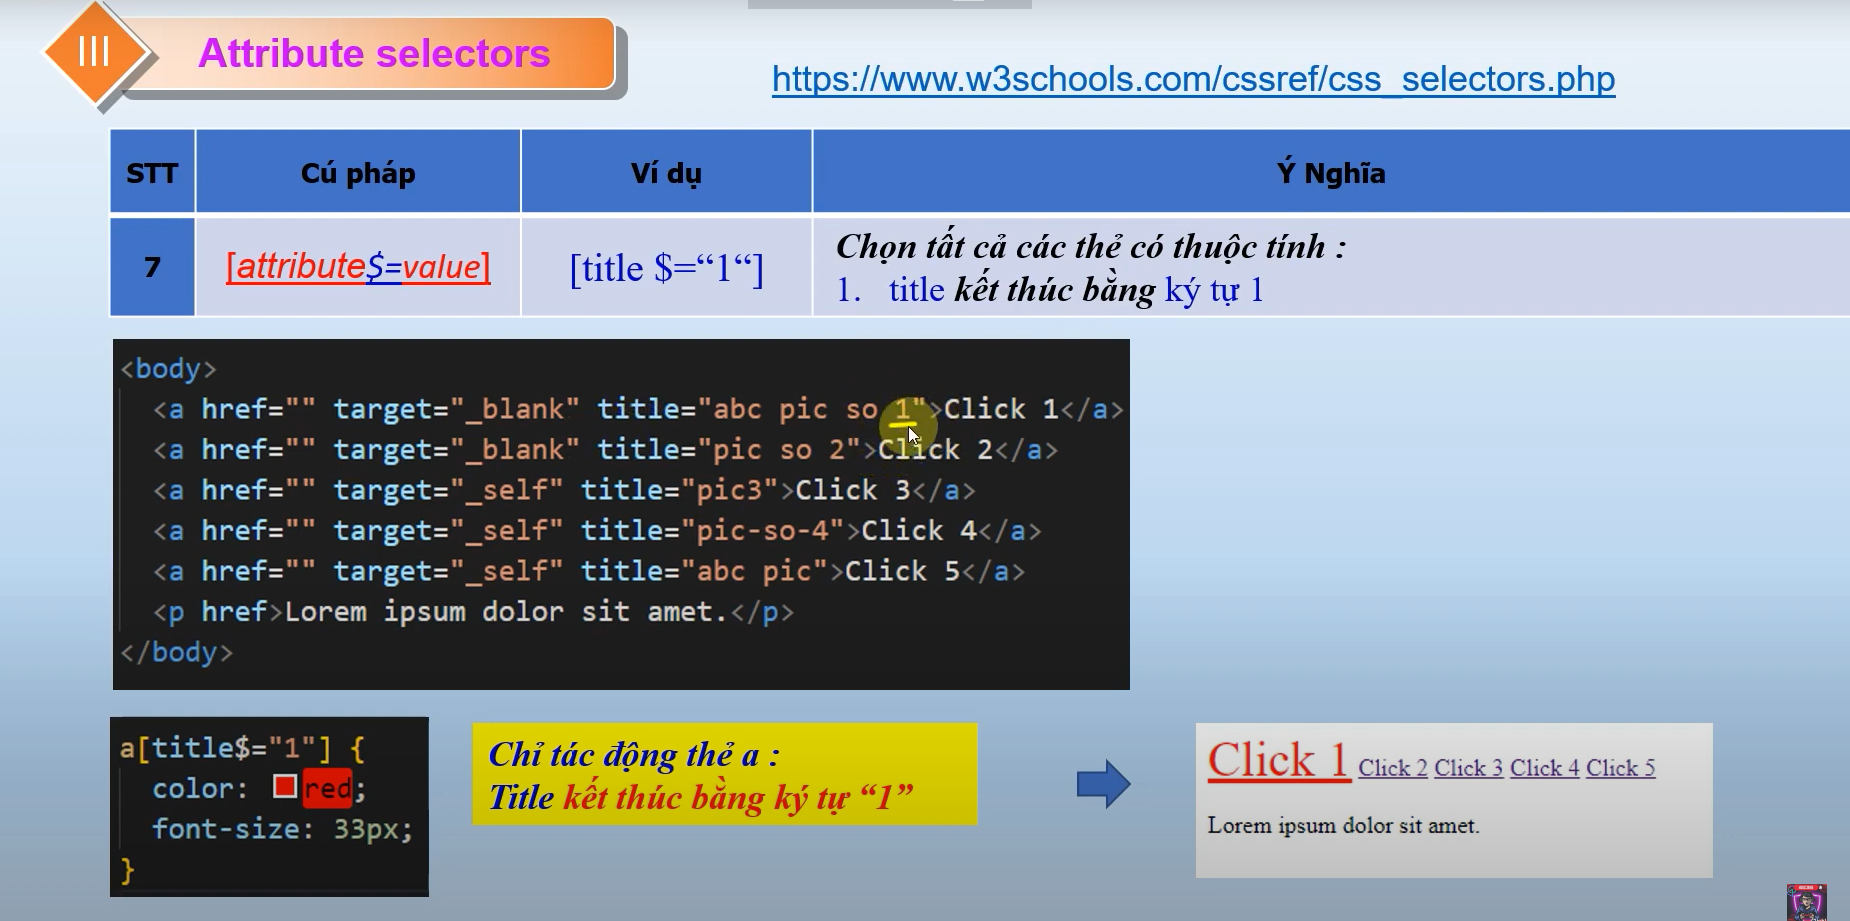 III
Attribute selectors
https://www.w3schools.com/cssref/css_selectors.php
STT Cú pháp Ví dụ Ý Nghĩa
7 [attribute$=value] [title $=“1“] Chọn tất cả các thẻ có thuộc tính :
1. title kết thúc bằng ký tự 1
<body>
<a href="" target="_blank" title="abc pic so 1">Click 1</a>
<a href="" target="_blank" title="pic so 2">Click 2</a>
<a href="" target="_self" title="pic3">Click 3</a>
<a href="" target="_self" title="pic-so-4">Click 4</a>
<a href="" target="_self" title="abc pic">Click 5</a>
<p href>Lorem ipsum dolor sit amet.</p>
</body>
a[title$="1"] {
color: red;
font-size: 33px;
}
Chỉ tác động thẻ a :
Title kết thúc bằng ký tự “1”
Click 1 Click 2 Click 3 Click 4 Click 5
Lorem ipsum dolor sit amet.